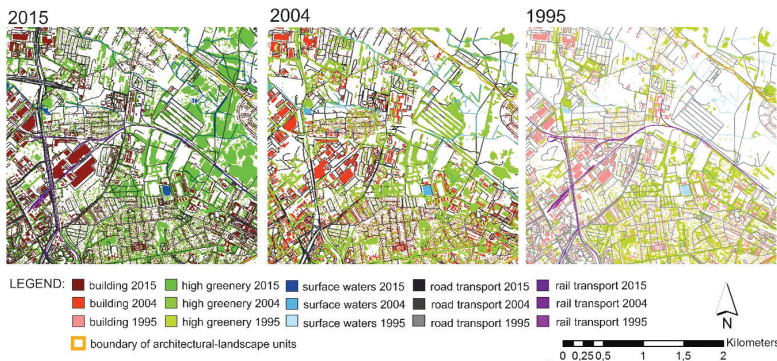 2015 2004 1995
LEGEND: building 2015 high greenery 2015 surface waters 2015 road transport 2015 rail transport 2015
building 2004 high greenery 2004 surface waters 2004 road transport 2004 rail transport 2004
building 1995 high greenery 1995 surface waters 1995 road transport 1995 rail transport 1995
boundary of architectural-landscape units
N
Kilometers
0 0,25 0,5 1 1,5 2